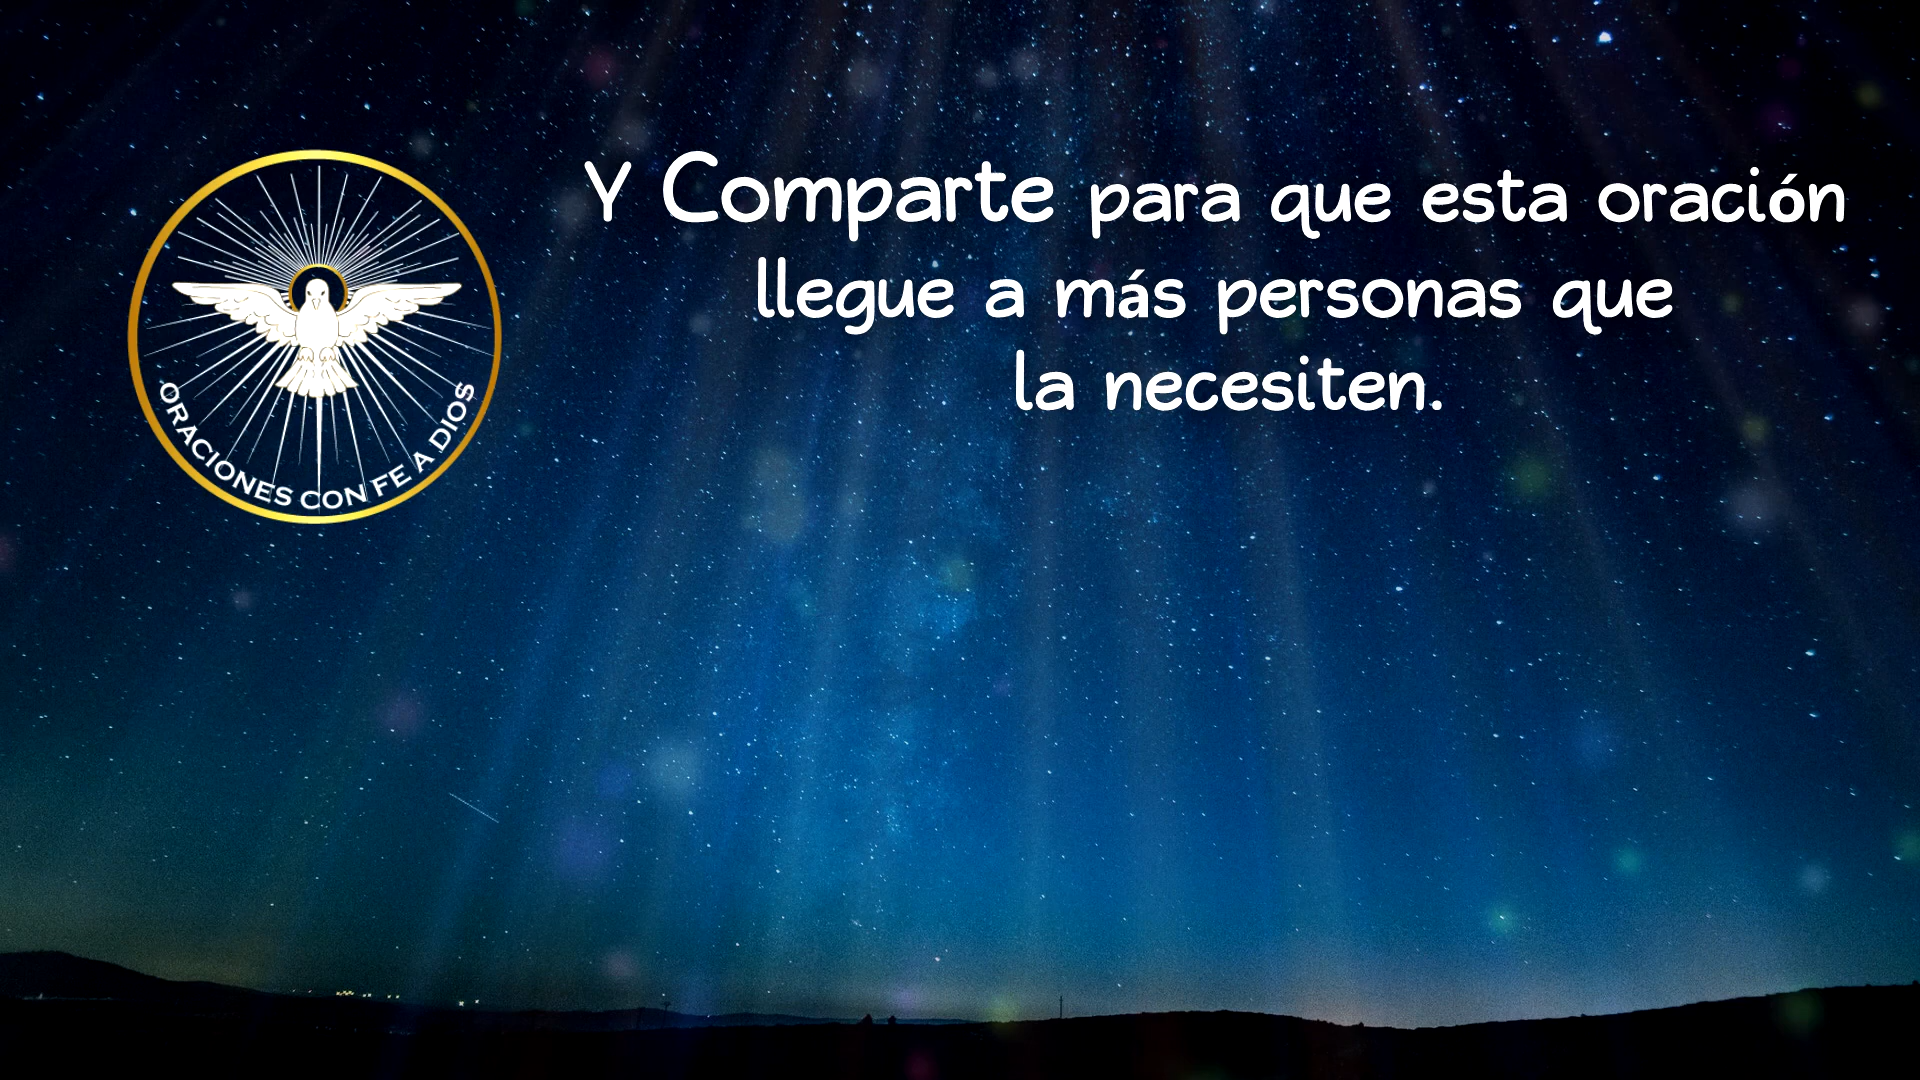 Y Comparte para que esta oración
llegue a más personas que
la necesiten.
ORACIONES CON FE A DIOS